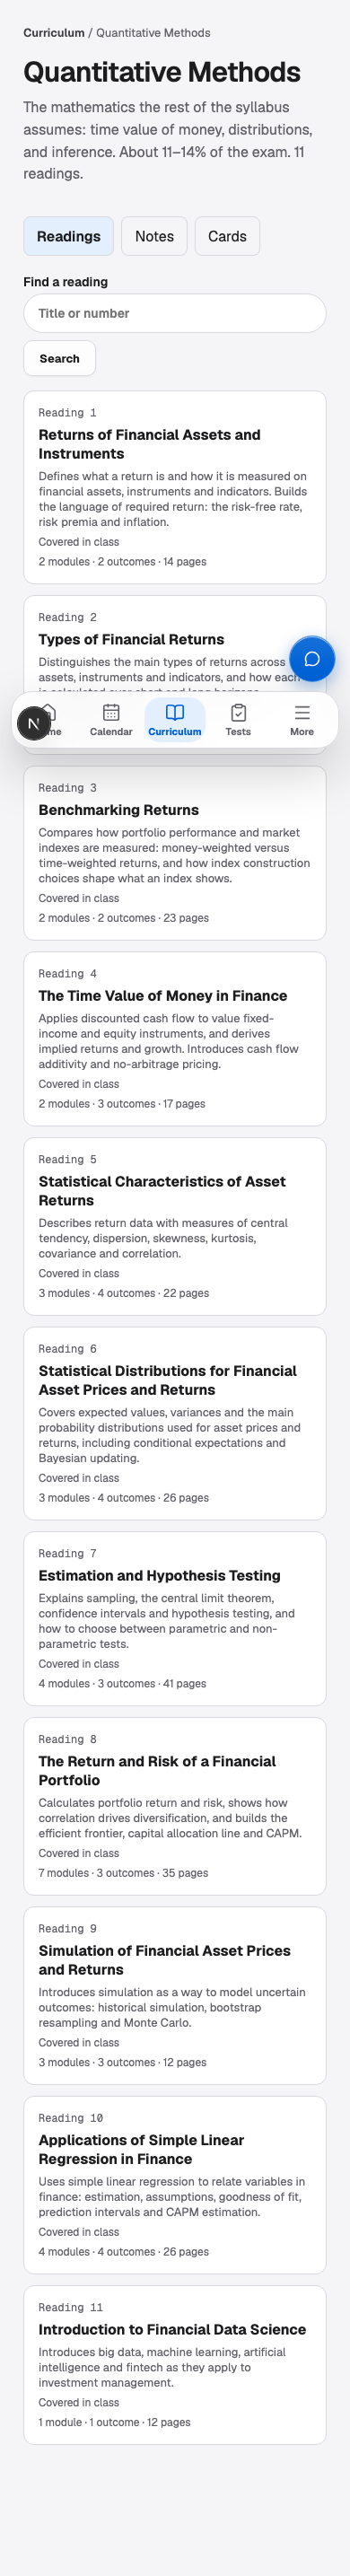 Curriculum / Quantitative Methods
Quantitative Methods
The mathematics the rest of the syllabus
assumes: time value of money, distributions,
and inference. About 11–14% of the exam. 11
readings.
Readings
Notes
Cards
Find a reading
Title or number
Search
Reading 1
Returns of Financial Assets and
Instruments
Defines what a return is and how it is measured on
financial assets, instruments and indicators. Builds
the language of required return: the risk-free rate,
risk premia and inflation.
Covered in class
2 modules · 2 outcomes · 14 pages
Reading 2
Types of Financial Returns
Distinguishes the main types of returns across
assets, instruments and indicators, and how each
N
Calendar
Curriculum
Tests
More
Reading 3
Benchmarking Returns
Compares how portfolio performance and market
indexes are measured: money-weighted versus
time-weighted returns, and how index construction
choices shape what an index shows.
Covered in class
2 modules · 2 outcomes · 23 pages
Reading 4
The Time Value of Money in Finance
Applies discounted cash flow to value fixed-
income and equity instruments, and derives
implied returns and growth. Introduces cash flow
additivity and no-arbitrage pricing.
Covered in class
2 modules · 3 outcomes · 17 pages
Reading 5
Statistical Characteristics of Asset
Returns
Describes return data with measures of central
tendency, dispersion, skewness, kurtosis,
covariance and correlation.
Covered in class
3 modules · 4 outcomes · 22 pages
Reading 6
Statistical Distributions for Financial
Asset Prices and Returns
Covers expected values, variances and the main
probability distributions used for asset prices and
returns, including conditional expectations and
Bayesian updating.
Covered in class
3 modules · 4 outcomes · 26 pages
Reading 7
Estimation and Hypothesis Testing
Explains sampling, the central limit theorem,
confidence intervals and hypothesis testing, and
how to choose between parametric and non-
parametric tests.
Covered in class
4 modules · 3 outcomes · 41 pages
Reading 8
The Return and Risk of a Financial
Portfolio
Calculates portfolio return and risk, shows how
correlation drives diversification, and builds the
efficient frontier, capital allocation line and CAPM.
Covered in class
7 modules · 3 outcomes · 35 pages
Reading 9
Simulation of Financial Asset Prices
and Returns
Introduces simulation as a way to model uncertain
outcomes: historical simulation, bootstrap
resampling and Monte Carlo.
Covered in class
3 modules · 3 outcomes · 12 pages
Reading 10
Applications of Simple Linear
Regression in Finance
Uses simple linear regression to relate variables in
finance: estimation, assumptions, goodness of fit,
prediction intervals and CAPM estimation.
Covered in class
4 modules · 4 outcomes · 26 pages
Reading 11
Introduction to Financial Data Science
Introduces big data, machine learning, artificial
intelligence and fintech as they apply to
investment management.
Covered in class
1 module · 1 outcome · 12 pages